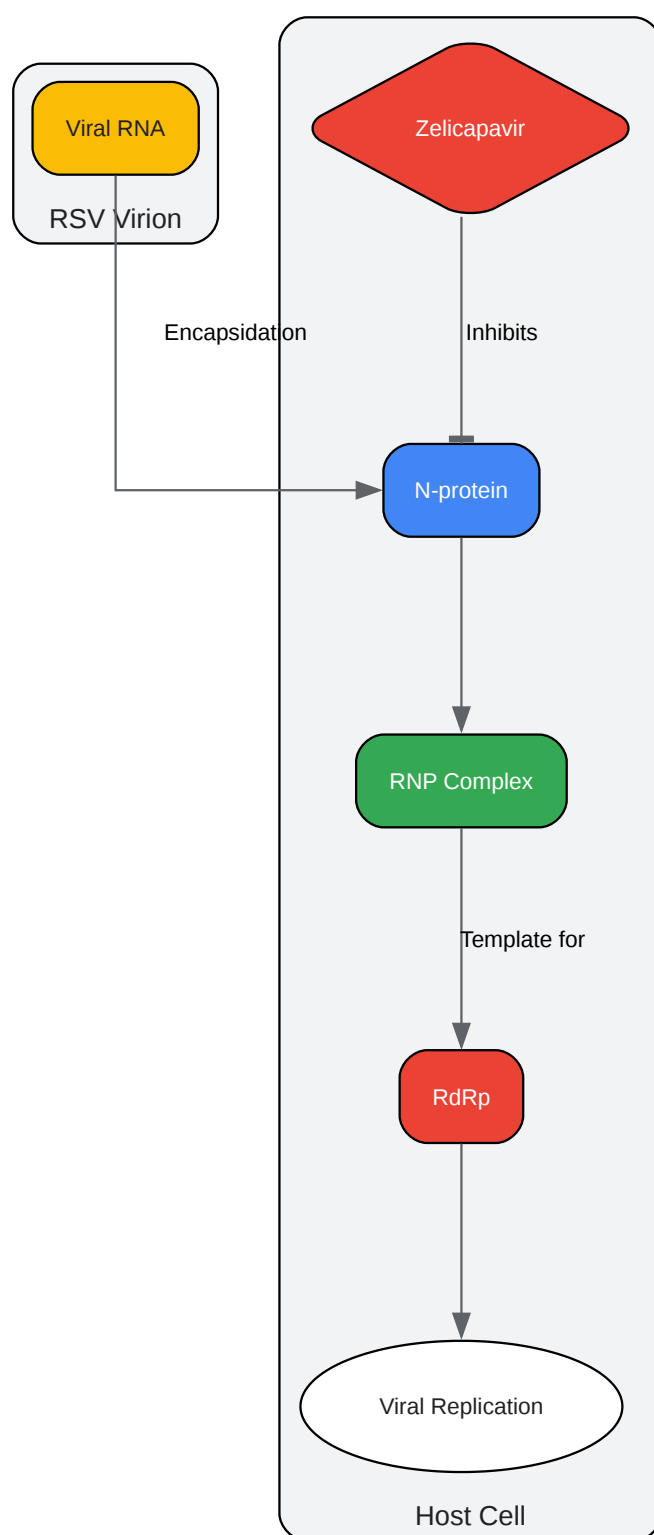 Viral RNA
RSV Virion
Zelicapavir
Encapsidation
Inhibits
N-protein
RNP Complex
Template for
RdRp
Viral Replication
Host Cell